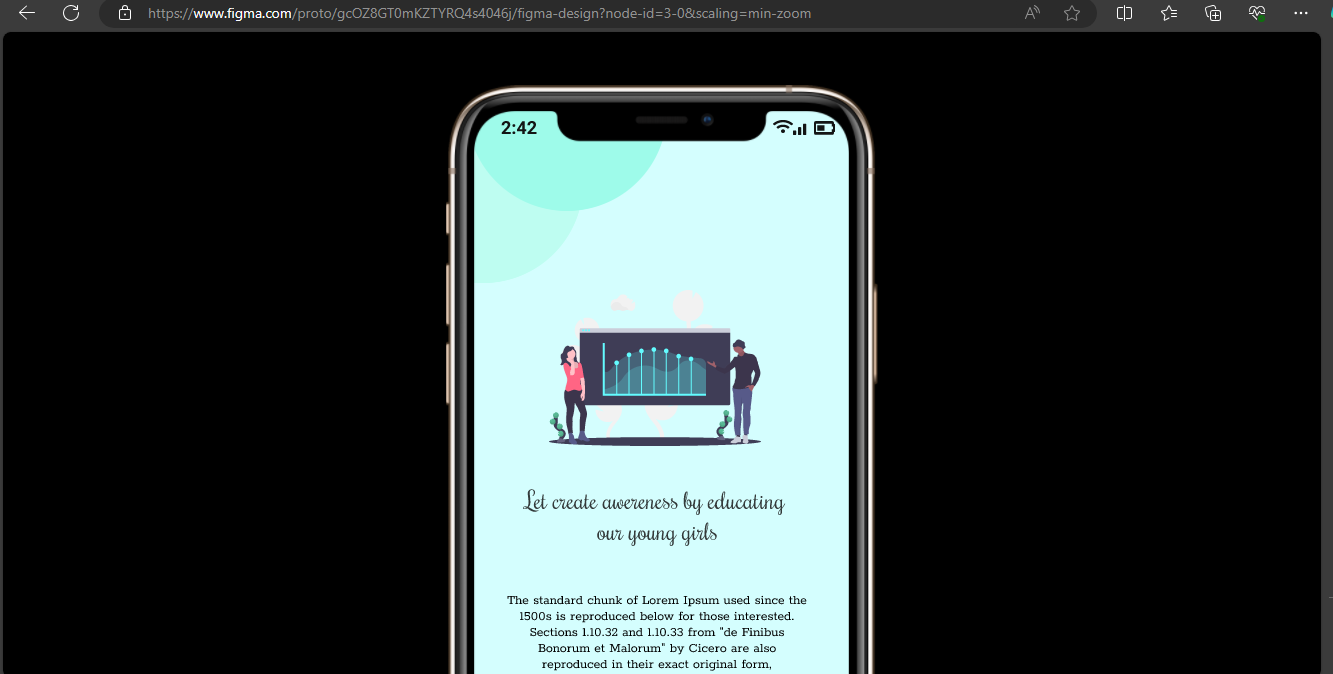 https://www.figma.com/proto/gcOZ8GT0mKZTYRQ4s4046j/figma-design?node-id=3-0&scaling=min-zoom
2:42
Let create awereness by educating
our young girls
The standard chunk of Lorem Ipsum used since the
1500s is reproduced below for those interested.
Sections 1.10.32 and 1.10.33 from "de Finibus
Bonorum et Malorum" by Cicero are also
reproduced in their exact original form,